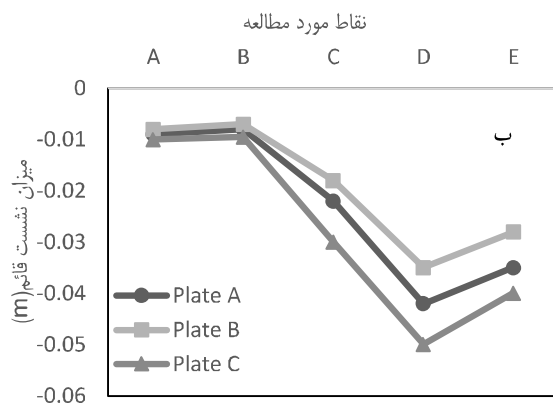 نقاط مورد مطالعه
A B C D E
0
-0.01
-0.02
-0.03
-0.04
-0.05
-0.06
میزان نشست قائم(m)
ب
Plate A
Plate B
Plate C